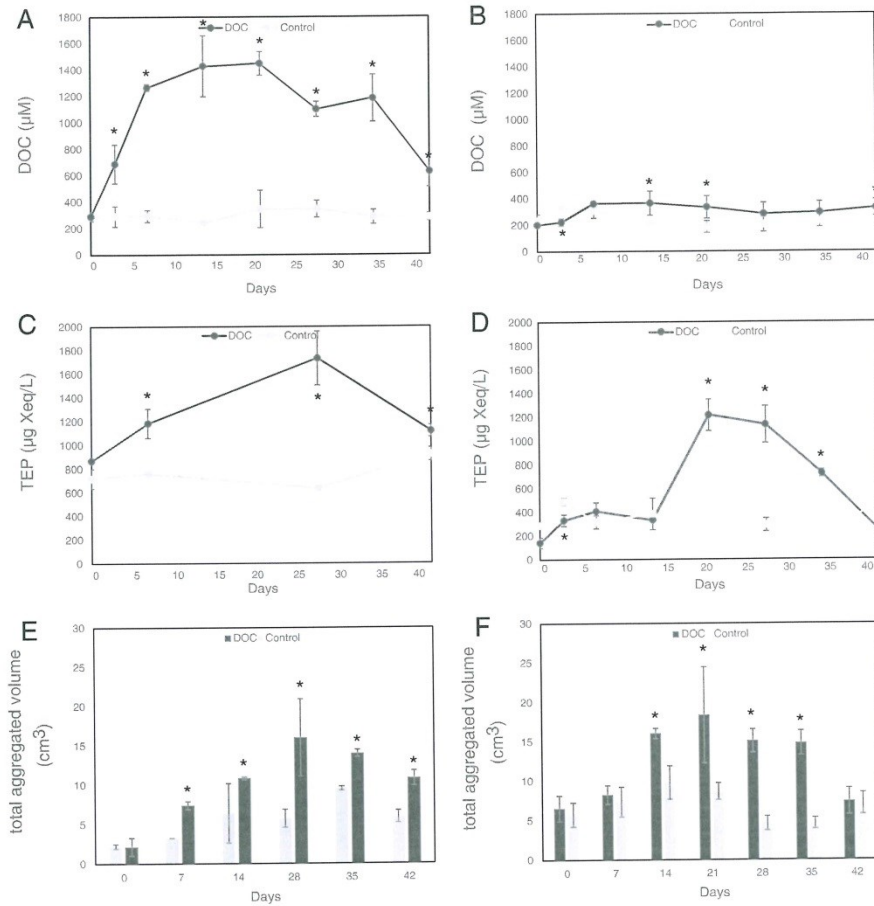 A
DOC Control
1800
1600
1400
1200
1000
800
600
400
200
0
DOC (µM)
* * * * * * * *
0 5 10 15 20 25 30 35 40
Days
B
DOC Control
1800
1600
1400
1200
1000
800
600
400
200
0
DOC (µM)
* * * *
0 5 10 15 20 25 30 35 40
Days
C
DOC Control
2000
1800
1600
1400
1200
1000
800
600
400
200
0
TEP (µg Xeq/L)
* * *
0 5 10 15 20 25 30 35 40
Days
D
DOC Control
2000
1800
1600
1400
1200
1000
800
600
400
200
0
TEP (µg Xeq/L)
* * * *
0 5 10 15 20 25 30 35 40
Days
E
DOC Control
30
25
20
15
10
5
0
total aggregated volume
(cm3)
* * * * *
0 7 14 28 35 42
Days
F
DOC Control
30
25
20
15
10
5
0
total aggregated volume
(cm3)
* * * *
0 7 14 21 28 35 42
Days